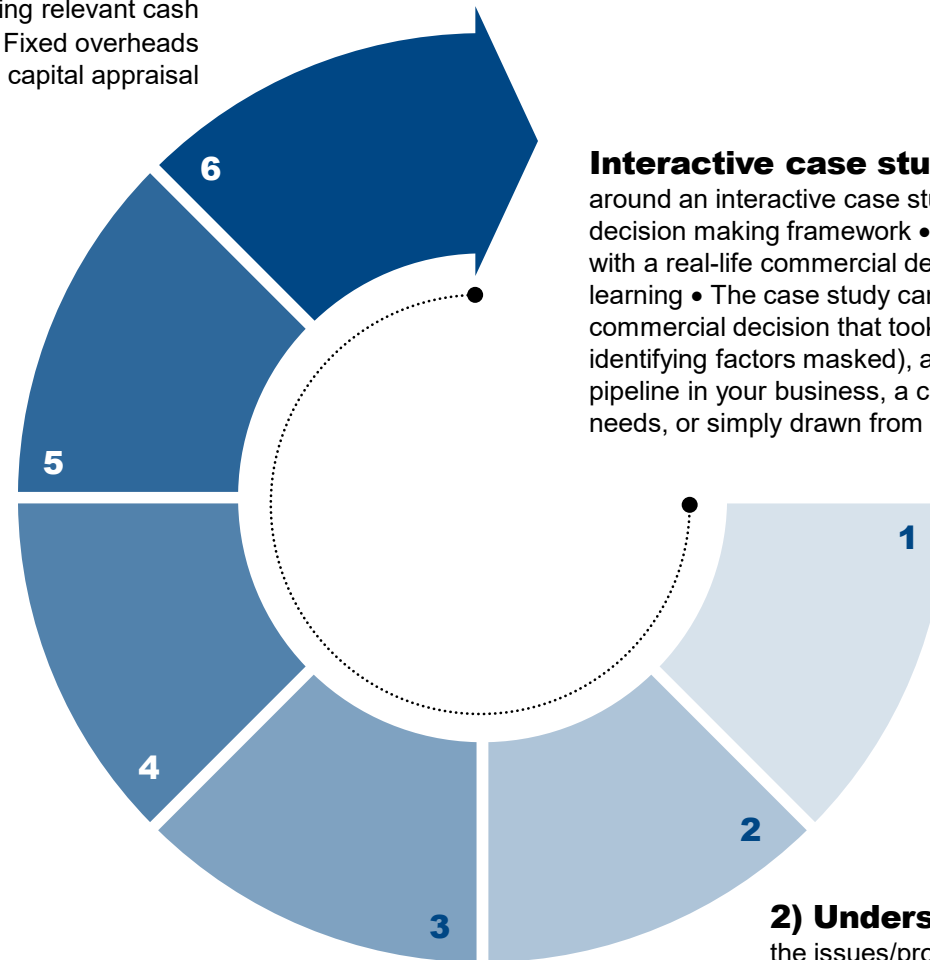 ing relevant cash
Fixed overheads
capital appraisal
6
Interactive case stu
around an interactive case stu
decision making framework •
with a real-life commercial de
learning • The case study can
commercial decision that took
identifying factors masked), a
pipeline in your business, a c
needs, or simply drawn from
5
1
4
2
3
2) Unders
the issues/pro